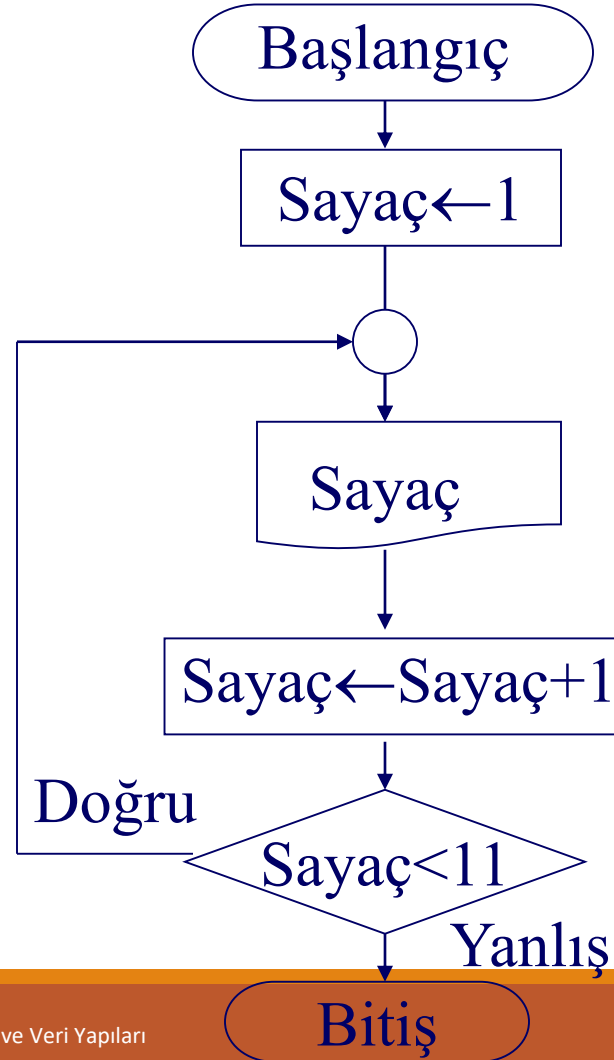 Başlangıç
Sayaç←1
Sayaç
Sayaç←Sayaç+1
Doğru
Sayaç<11
Yanlış
Bitiş
ve Veri Yapıları